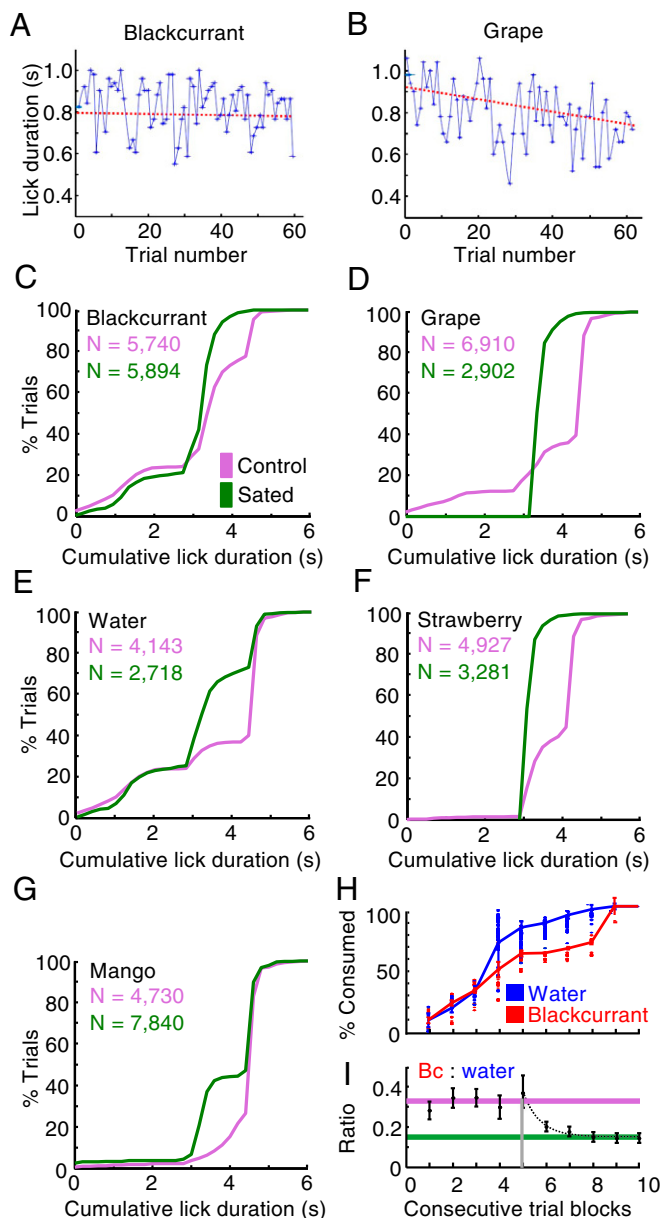 A
Blackcurrant
B
Grape
Lick duration (s)
1.0
0.8
0.6
0.4
0 20 40 60
Trial number
1.0
0.8
0.6
0.4
0 20 40 60
Trial number
C
Blackcurrant
N = 5,740
N = 5,894
Control
Sated
% Trials
100
80
60
40
20
0
0 2 4 6
Cumulative lick duration (s)
D
Grape
N = 6,910
N = 2,902
100
80
60
40
20
0
0 2 4 6
Cumulative lick duration (s)
E
Water
N = 4,143
N = 2,718
% Trials
100
80
60
40
20
0
0 2 4 6
Cumulative lick duration (s)
F
Strawberry
N = 4,927
N = 3,281
100
80
60
40
20
0
0 2 4 6
Cumulative lick duration (s)
G
Mango
N = 4,730
N = 7,840
% Trials
100
80
60
40
20
0
0 2 4 6
Cumulative lick duration (s)
H
% Consumed
100
50
0
Water
Blackcurrant
I
Bc : water
Ratio
0.4
0.2
0
0 2 4 6 8 10
Consecutive trial blocks